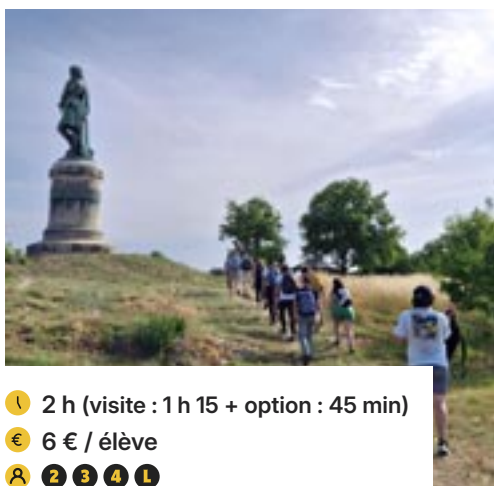 2 h (visite : 1 h 15 + option : 45 min)
€ 6 € / élève
2 3 4 L